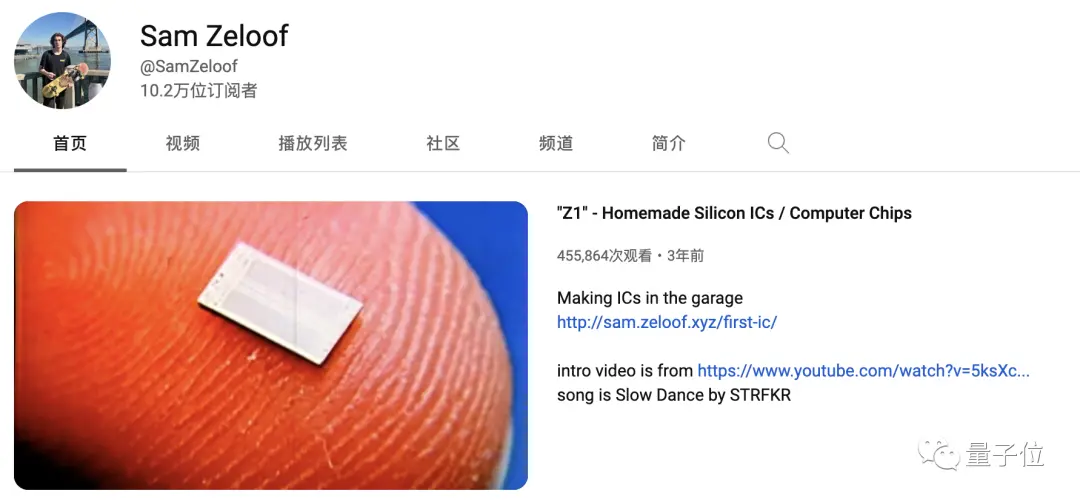 Sam Zeloof
@SamZeloof
10.2万位订阅者
首页 视频 播放列表 社区 频道 简介
"Z1" - Homemade Silicon ICs / Computer Chips
455,864次观看・3年前
Making ICs in the garage
http://sam.zeloof.xyz/first-ic/
intro video is from https://www.youtube.com/watch?v=5ksXc...
song is Slow Dance by STRFKR
量子位